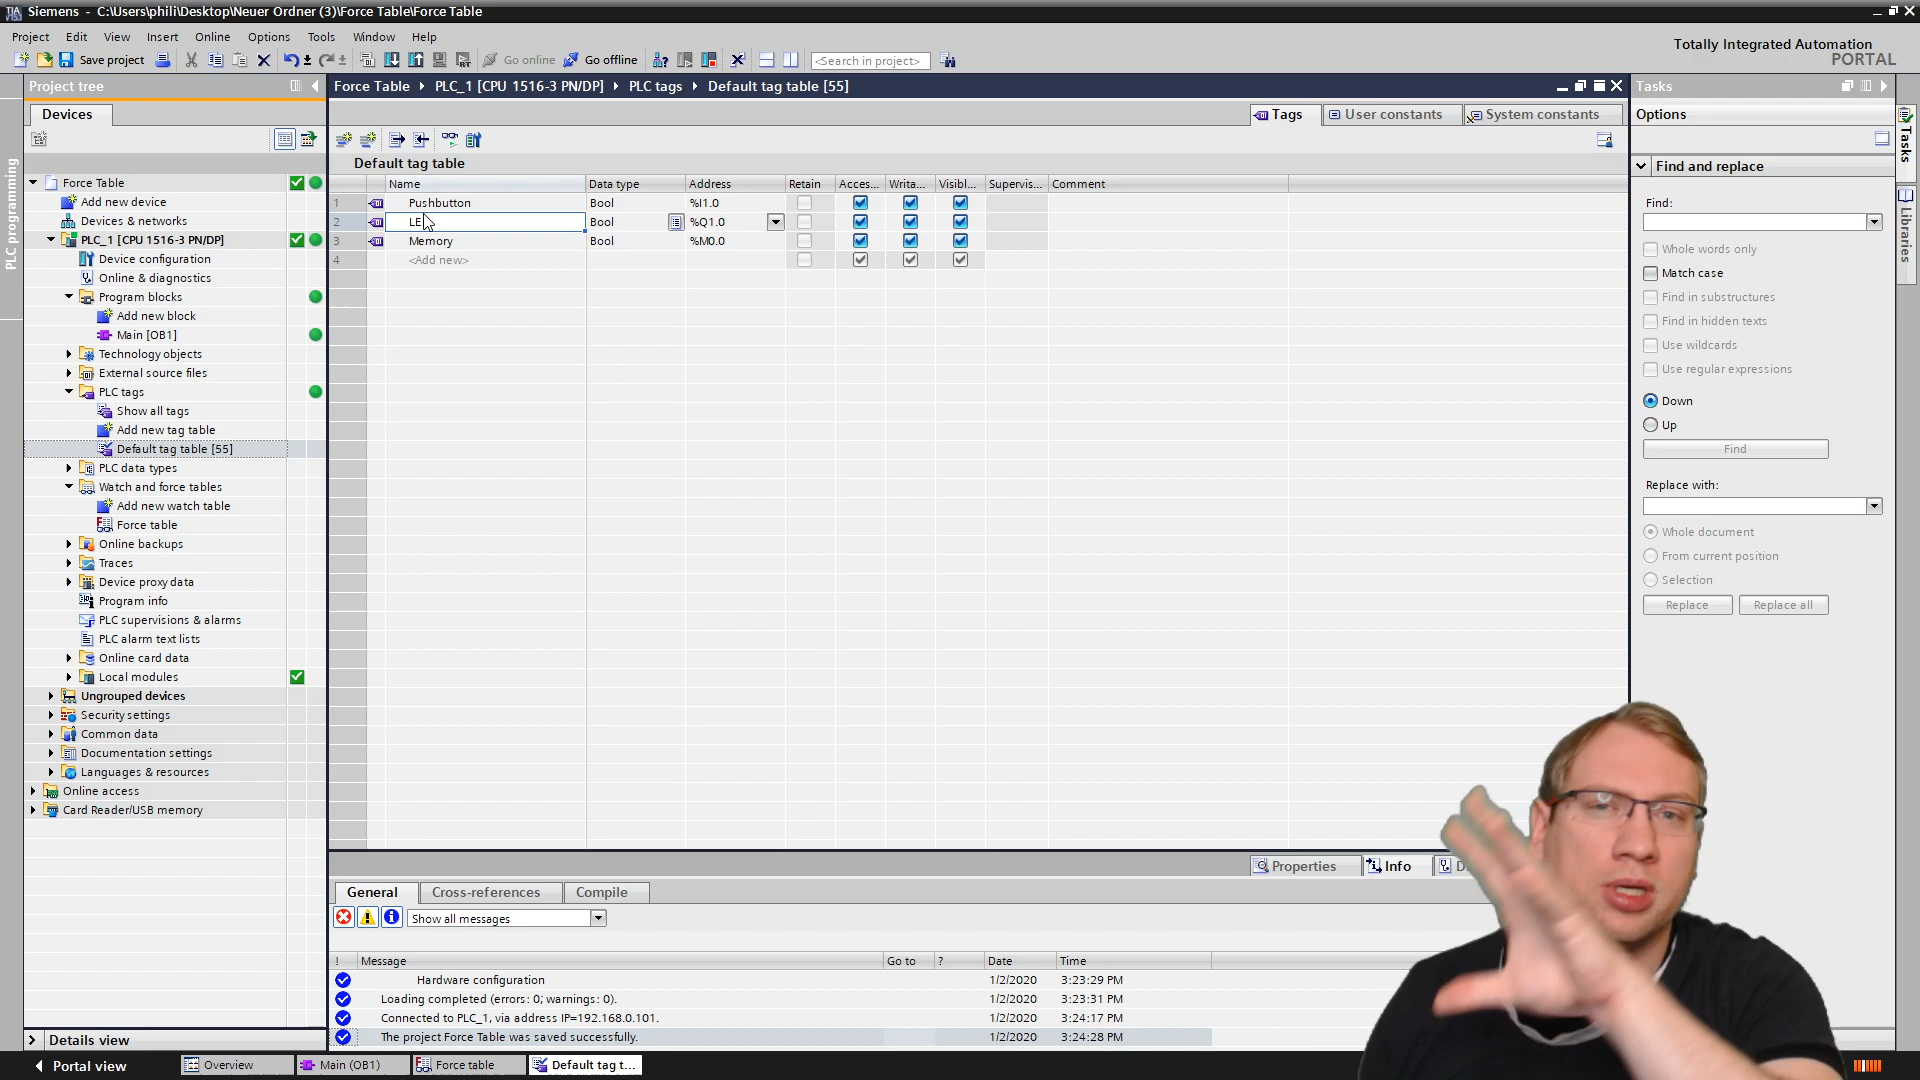 Siemens - C:\Users\phili\Desktop\Neuer Ordner (3)\Force Table\Force Table
Project Edit View Insert Online Options Tools Window Help
Totally Integrated Automation
PORTAL
Save project Go online Go offline <Search in project>
Project tree
Force Table PLC_1 [CPU 1516-3 PN/DP] PLC tags Default tag table [55]
Tasks
Devices
Tags User constants System constants
Options
PLC programming
Tasks
Libraries
Default tag table
Name Data type Address Retain Acces... Writa... Visibl... Supervis... Comment
1 Pushbutton Bool %I1.0
2 LE Bool %Q1.0
3 Memory Bool %M0.0
4 <Add new>
Force Table
Add new device
Devices & networks
PLC_1 [CPU 1516-3 PN/DP]
Device configuration
Online & diagnostics
Program blocks
Add new block
Main [OB1]
Technology objects
External source files
PLC tags
Show all tags
Add new tag table
Default tag table [55]
PLC data types
Watch and force tables
Add new watch table
Force table
Online backups
Traces
Device proxy data
Program info
PLC supervisions & alarms
PLC alarm text lists
Online card data
Local modules
Ungrouped devices
Security settings
Common data
Documentation settings
Languages & resources
Online access
Card Reader/USB memory
Find and replace
Find:
Whole words only
Match case
Find in substructures
Find in hidden texts
Use wildcards
Use regular expressions
Down
Up
Find
Replace with:
Whole document
From current position
Selection
Replace Replace all
Properties Info D
General Cross-references Compile
Show all messages
! Message Go to ? Date Time
Hardware configuration 1/2/2020 3:23:29 PM
Loading completed (errors: 0; warnings: 0). 1/2/2020 3:23:31 PM
Connected to PLC_1, via address IP=192.168.0.101. 1/2/2020 3:24:17 PM
The project Force Table was saved successfully. 1/2/2020 3:24:28 PM
Details view
Portal view Overview Main (OB1) Force table Default tag t...